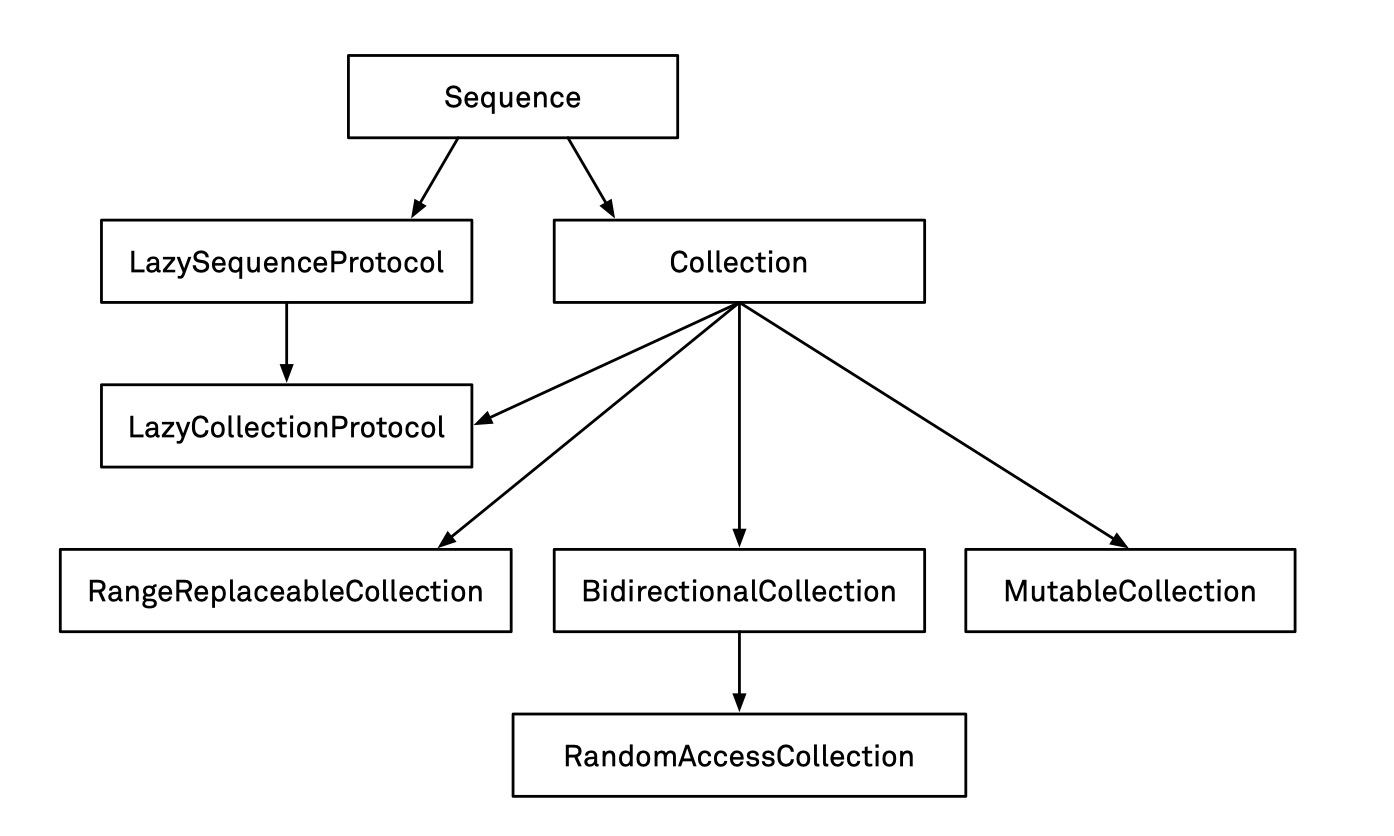 Sequence
LazySequenceProtocol
Collection
LazyCollectionProtocol
RangeReplaceableCollection
BidirectionalCollection
MutableCollection
RandomAccessCollection